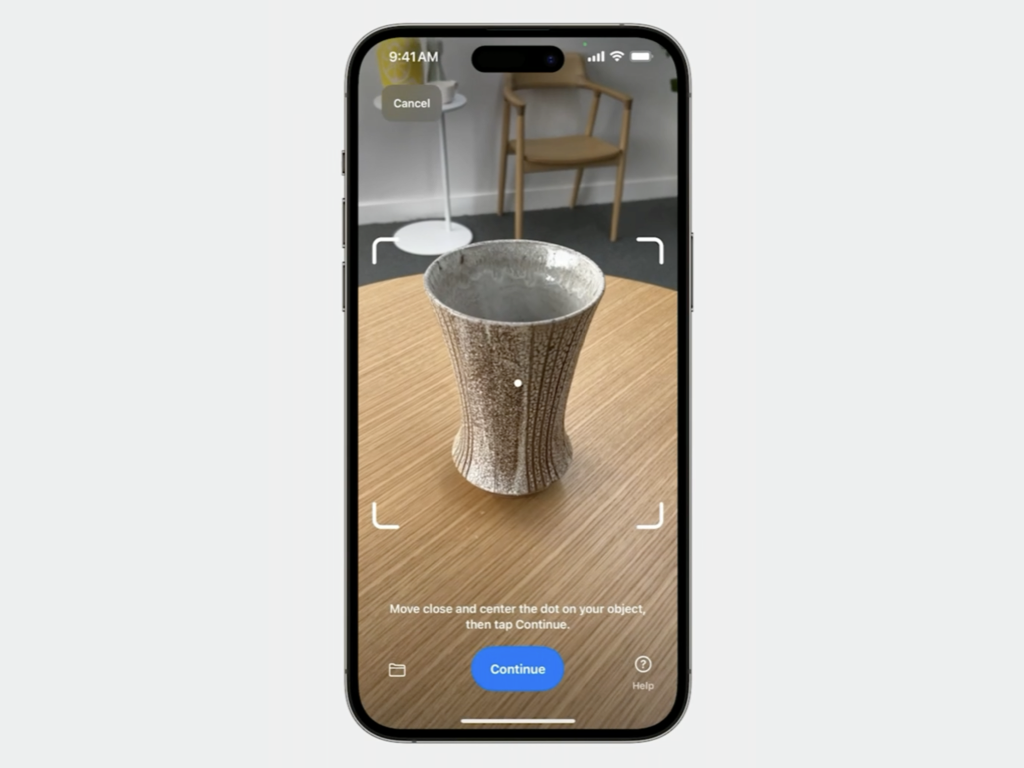 9:41 AM
Cancel
Move close and center the dot on your object,
then tap Continue.
Continue
Help